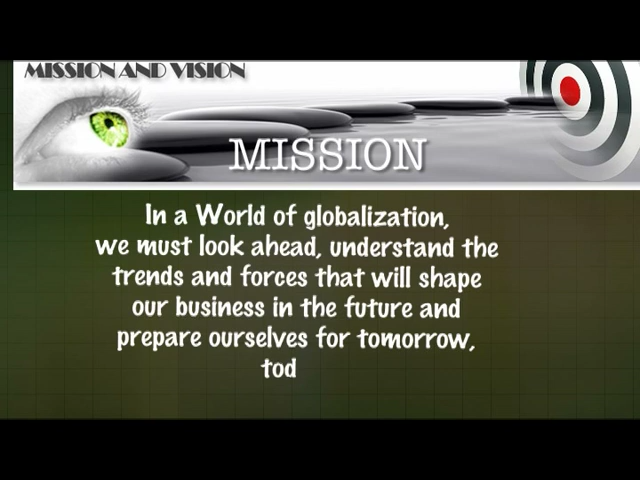 MISSION AND VISION
MISSION
In a World of globalization,
we must look ahead, understand the
trends and forces that will shape
our business in the future and
prepare ourselves for tomorrow,
tod